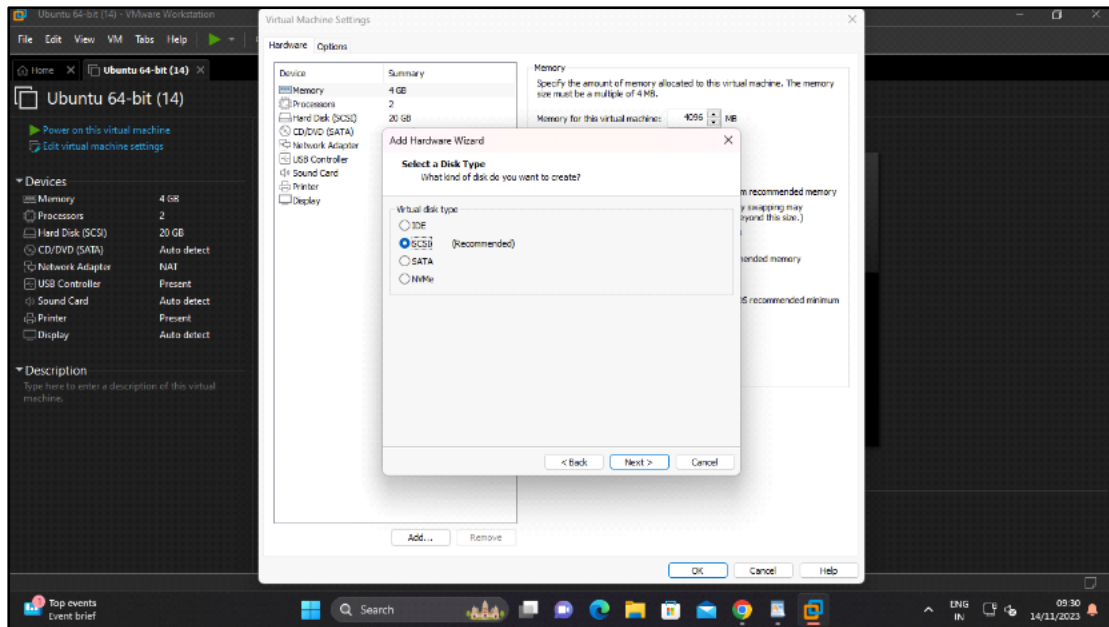 Ubuntu 64-bit (14) - VMware Workstation
File Edit View VM Tabs Help
Home
Ubuntu 64-bit (14)
Ubuntu 64-bit (14)
Power on this virtual machine
Edit virtual machine settings
Devices
Memory 4 GB
Processors 2
Hard Disk (SCSI) 20 GB
CD/DVD (SATA) Auto detect
Network Adapter NAT
USB Controller Present
Sound Card Auto detect
Printer Present
Display Auto detect
Description
Type here to enter a description of this virtual
machine.
Virtual Machine Settings
Hardware Options
Device Summary
Memory 4 GB
Processors 2
Hard Disk (SCSI) 20 GB
CD/DVD (SATA)
Network Adapter
USB Controller
Sound Card
Printer
Display
Memory
Specify the amount of memory allocated to this virtual machine. The memory
size must be a multiple of 4 MB.
Memory for this virtual machine: 4096 MB
recommended memory
swapping may
beyond this size.)
memory
recommended minimum
Add Hardware Wizard
Select a Disk Type
What kind of disk do you want to create?
Virtual disk type
IDE
SCSI (Recommended)
SATA
NVMe
< Back Next > Cancel
Add... Remove
OK Cancel Help
Top events
Event brief
Search
ENG
IN
09:30
14/11/2023